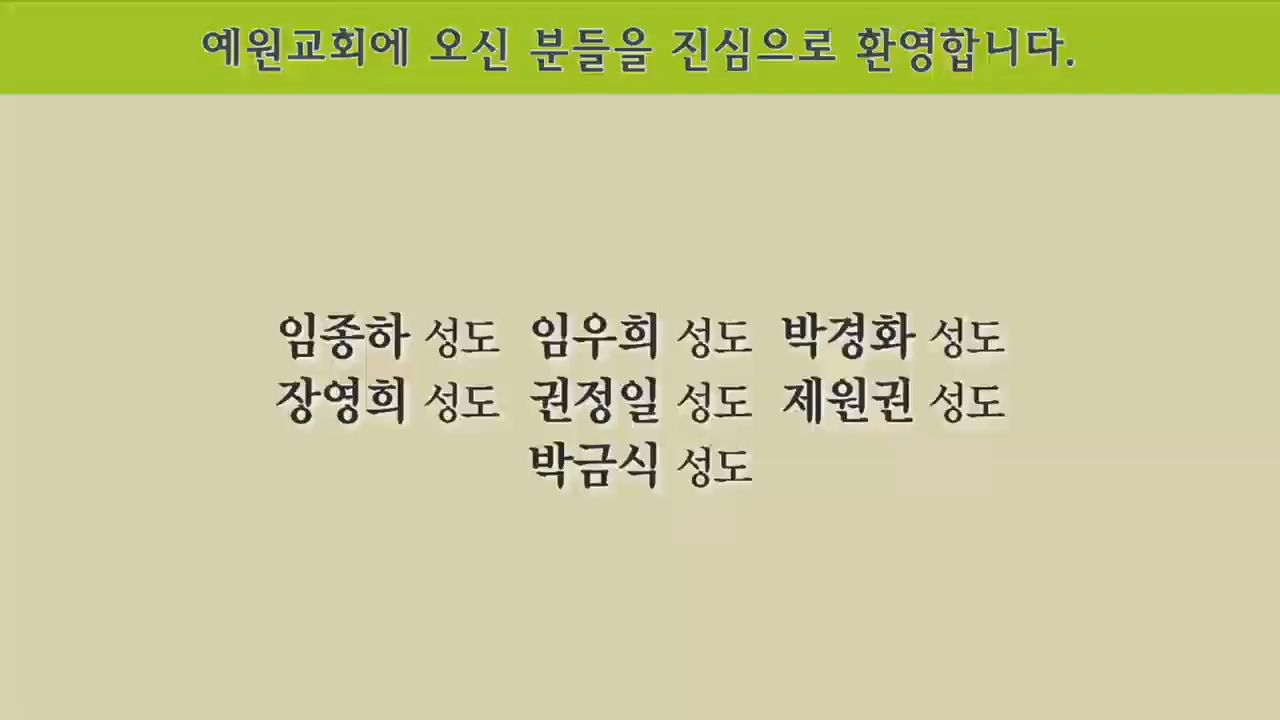 예원교회에 오신 분들을 진심으로 환영합니다.
임종하 성도 임우희 성도 박경화 성도
장영희 성도 권정일 성도 제원권 성도
박금식 성도